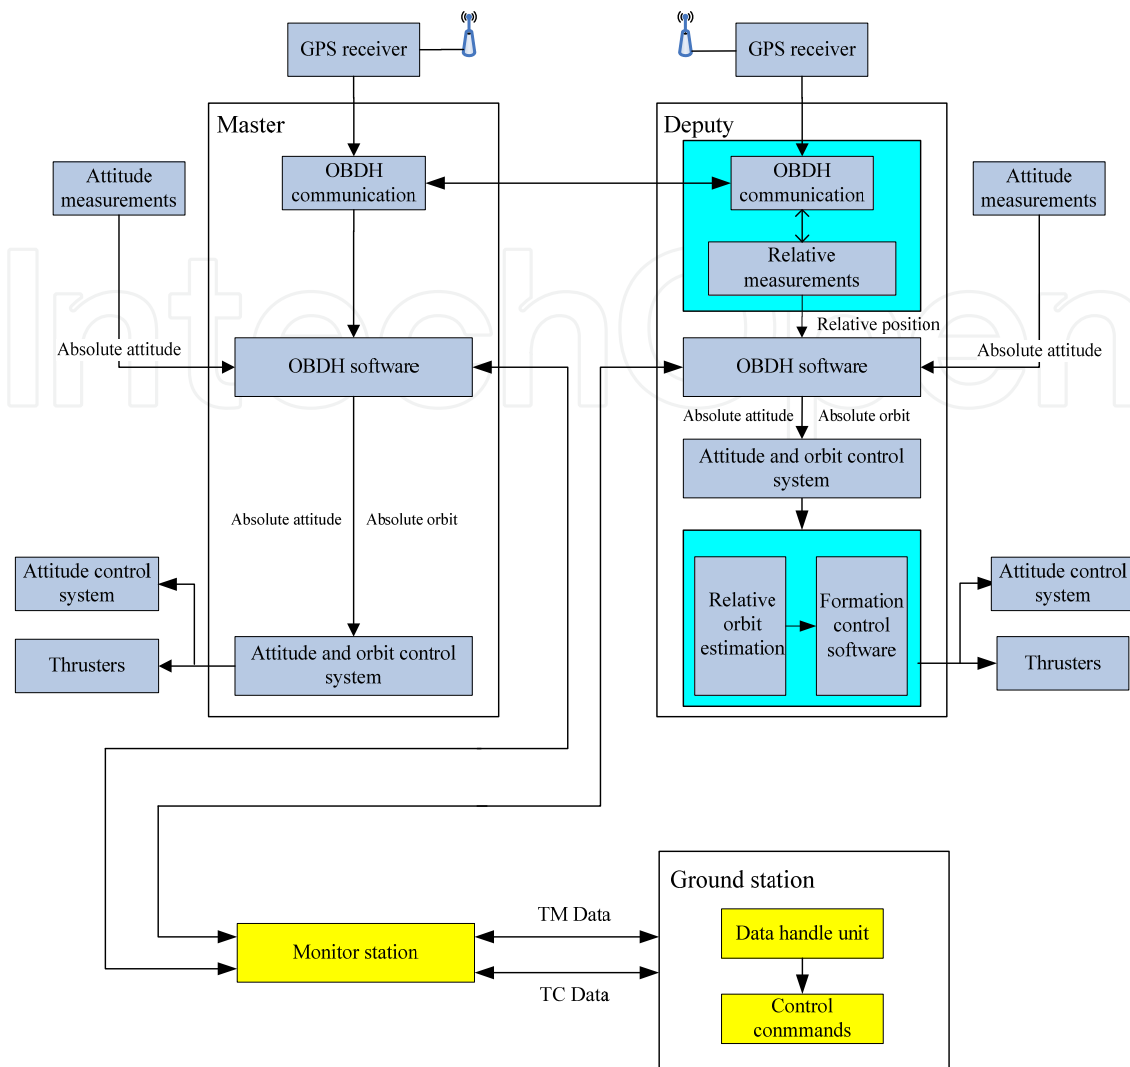 GPS receiver
GPS receiver
Master
Deputy
OBDH
communication
OBDH
communication
Attitude
measurements
Attitude
measurements
Relative
measurements
Relative position
Absolute attitude
OBDH software
OBDH software
Absolute attitude
Absolute attitude
Absolute orbit
Attitude and orbit control
system
Absolute attitude
Absolute orbit
Attitude control
system
Relative
orbit
estimation
Formation
control
software
Attitude control
system
Thrusters
Attitude and orbit control
system
Thrusters
Ground station
TM Data
Data handle unit
Monitor station
TC Data
Control
conmmands
IntechOpen